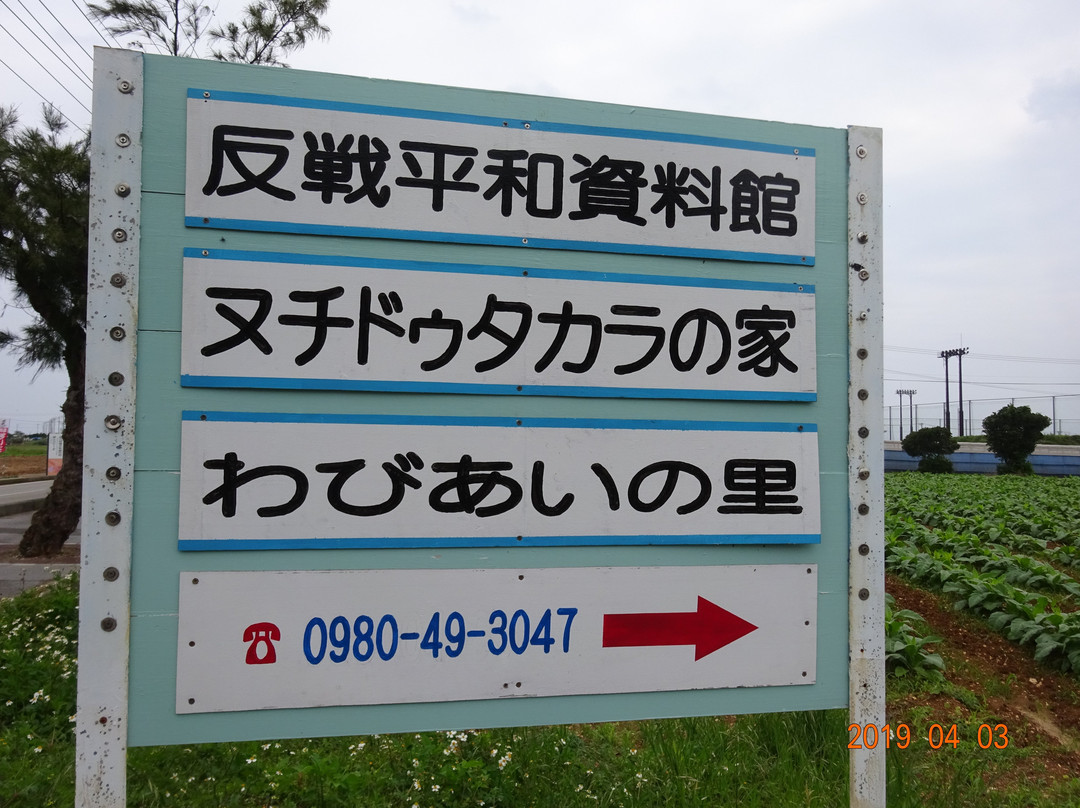 反戦平和資料館
ヌチドゥタカラの家
わびあいの里
0980-49-3047
2019 04 03